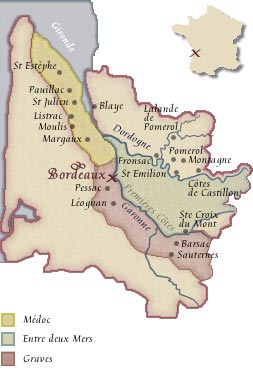 Gironde
St Estèphe
Pauillac
St Julien
Listrac
Moulis
Margaux
Blaye
Lalande
de
Pomerol
Dordogne
Pomerol
Montagne
Fronsac
St Emilion
Bordeaux
Côtes
de Castillon
Pessac
Premières Côtes
Léognan
Garonne
Ste Croix
du Mont
Barsac
Sauternes
Médoc
Entre deux Mers
Graves